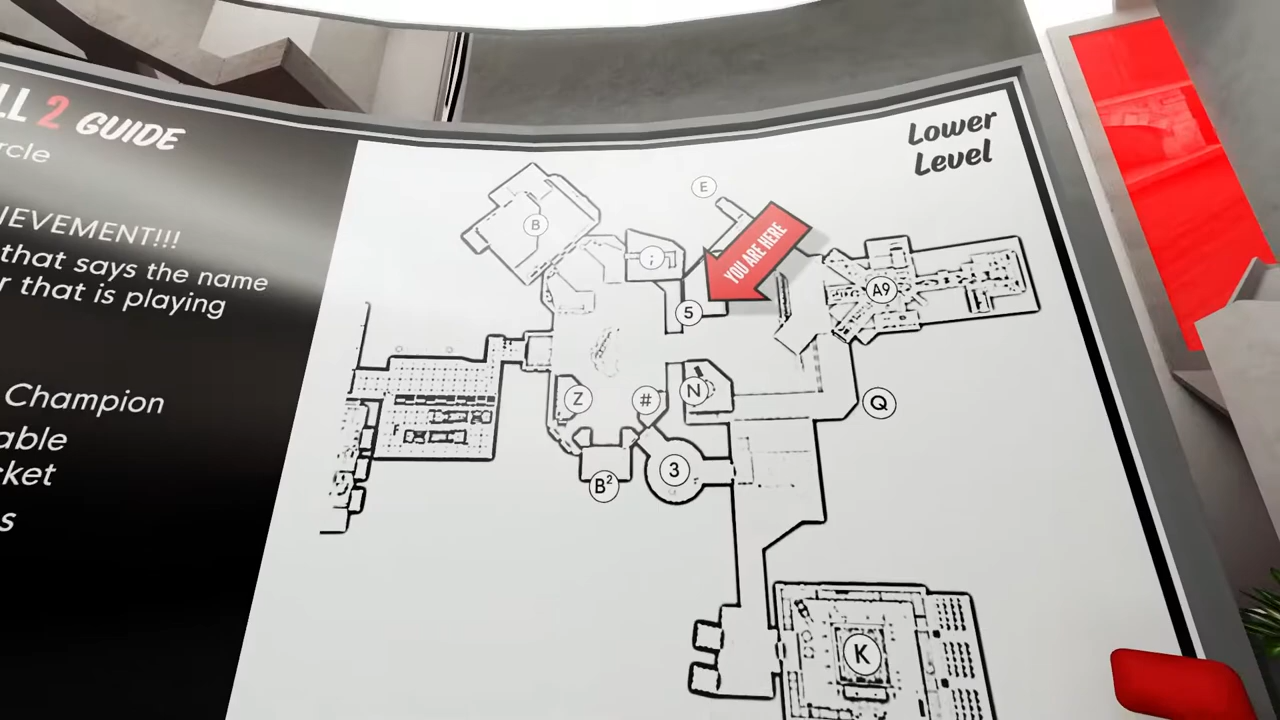 LL 2 GUIDE
rcle
IEVEMENT!!!
that says the name
r that is playing
Champion
able
cket
s
Lower
Level
E
B
;
YOU ARE HERE
A9
5
Z
#
N
Q
F
3
B²
K